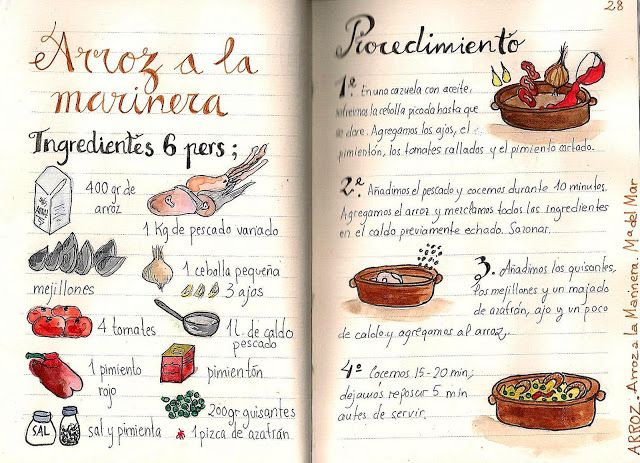 Arroz a la
marinera
Ingredientes 6 pers ;
400 gr. de
arroz
1 Kg de pescado variado
mejillones
1 cebolla pequeña
3 ajos
4 tomates
1 l. de caldo
pescado
1 pimiento
rojo
pimientón
200gr guisantes
SAL
sal y pimienta
1 pizca de azafrán
28
Procedimiento
1º. En una cazuela con aceite,
sofreimos la cebolla picada hasta que
se dore. Agregamos los ajos, el
pimientón, los tomates rallados y el pimiento cortado.
2º. Añadimos el pescado y cocemos durante 10 minutos.
Agregamos el arroz y mezclamos todos los ingredientes
en el caldo previamente echado. Sazonar.
3. Añadimos los guisantes,
los mejillones y un majado
de azafrán, ajo y un poco
de caldo y agregamos al arroz.
4º Cocemos 15-20 min,
dejamos reposar 5 min
antes de servir.
ARROZ. Arroz a la Marinera. Ma del Mar